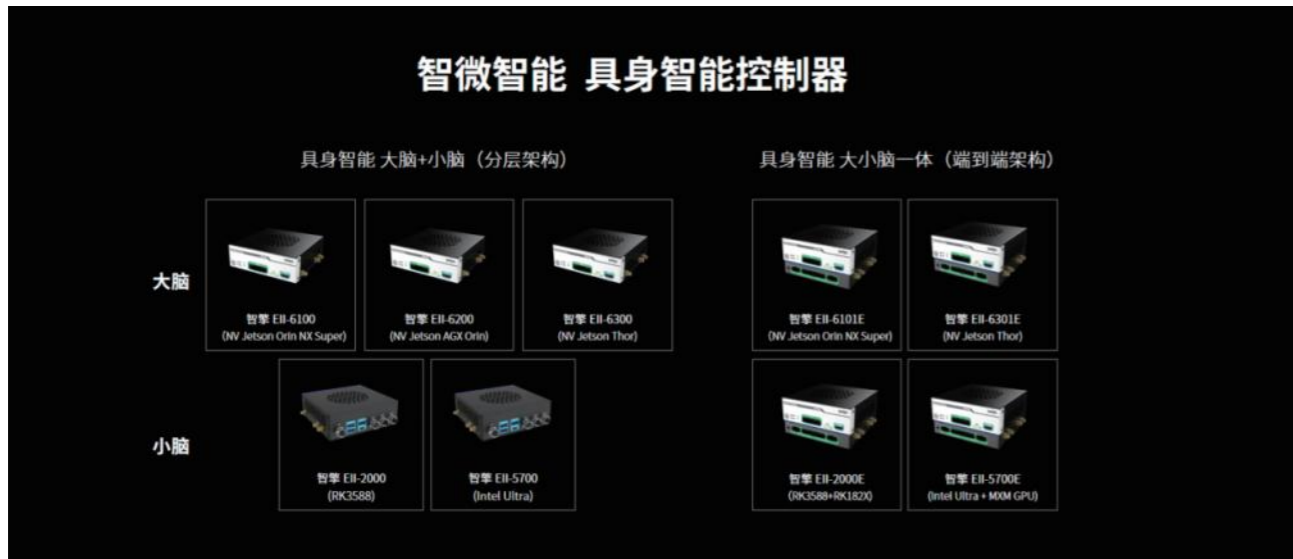 智微智能 具身智能控制器
具身智能 大脑+小脑（分层架构）
具身智能 大小脑一体（端到端架构）
大脑
智擎 EII-6100
（NV Jetson Orin NX Super)
智擎 EII-6200
(NV Jetson AGX Orin)
智擎 EII-6300
(NV Jetson Thor)
智擎 EII-6101E
（NV Jetson Orin NX Super)
智擎 EII-6301E
(NV Jetson Thor)
小脑
智擎 EII-2000
(RK3588)
智擎 EII-5700
(Intel Ultra)
智擎 EII-2000E
（RK3588+RK182X)
智擎 EII-5700E
(Intel Ultra + MXM GPU)